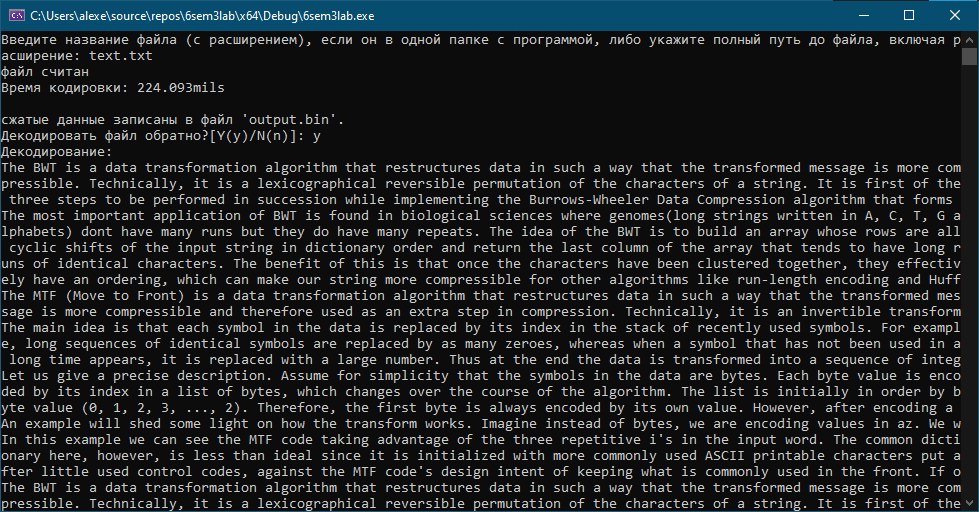 C:\Users\alexe\source\repos\6sem3lab\x64\Debug\6sem3lab.exe
Введите название файла (с расширением), если он в одной папке с программой, либо укажите полный путь до файла, включая р
асширение: text.txt
файл считан
Время кодировки: 224.093mils
сжатые данные записаны в файл 'output.bin'.
Декодировать файл обратно?[Y(y)/N(n)]: y
Декодирование:
The BWT is a data transformation algorithm that restructures data in such a way that the transformed message is more com
pressible. Technically, it is a lexicographical reversible permutation of the characters of a string. It is first of the
three steps to be performed in succession while implementing the Burrows-Wheeler Data Compression algorithm that forms
The most important application of BWT is found in biological sciences where genomes(long strings written in A, C, T, G a
lphabets) dont have many runs but they do have many repeats. The idea of the BWT is to build an array whose rows are all
cyclic shifts of the input string in dictionary order and return the last column of the array that tends to have long r
uns of identical characters. The benefit of this is that once the characters have been clustered together, they effectiv
ely have an ordering, which can make our string more compressible for other algorithms like run-length encoding and Huff
The MTF (Move to Front) is a data transformation algorithm that restructures data in such a way that the transformed mes
sage is more compressible and therefore used as an extra step in compression. Technically, it is an invertible transform
The main idea is that each symbol in the data is replaced by its index in the stack of recently used symbols. For exampl
e, long sequences of identical symbols are replaced by as many zeroes, whereas when a symbol that has not been used in a
long time appears, it is replaced with a large number. Thus at the end the data is transformed into a sequence of integ
Let us give a precise description. Assume for simplicity that the symbols in the data are bytes. Each byte value is enco
ded by its index in a list of bytes, which changes over the course of the algorithm. The list is initially in order by b
yte value (0, 1, 2, 3, ..., 2). Therefore, the first byte is always encoded by its own value. However, after encoding a
An example will shed some light on how the transform works. Imagine instead of bytes, we are encoding values in az. We w
In this example we can see the MTF code taking advantage of the three repetitive i's in the input word. The common dicti
onary here, however, is less than ideal since it is initialized with more commonly used ASCII printable characters put a
fter little used control codes, against the MTF code's design intent of keeping what is commonly used in the front. If o
The BWT is a data transformation algorithm that restructures data in such a way that the transformed message is more com
pressible. Technically, it is a lexicographical reversible permutation of the characters of a string. It is first of the